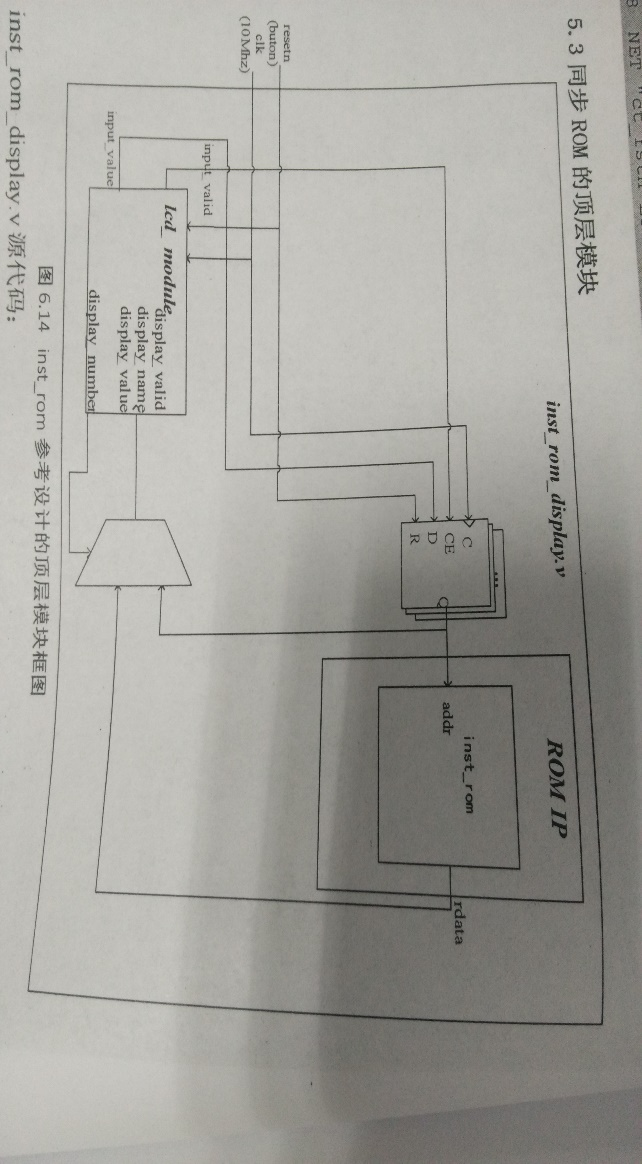 5.3 同步 ROM 的顶层模块
inst_rom_display.v
ROM IP
resetn
(buton)
clk
(10Mhz)
C
CE
D
R
...
Q
addr
inst_rom
rdata
input_valid
input_value
lcd_module
display_valid
display_name
display_value
display_number
图 6.14 inst_rom 参考设计的顶层模块框图
inst_rom_display.v 源代码：